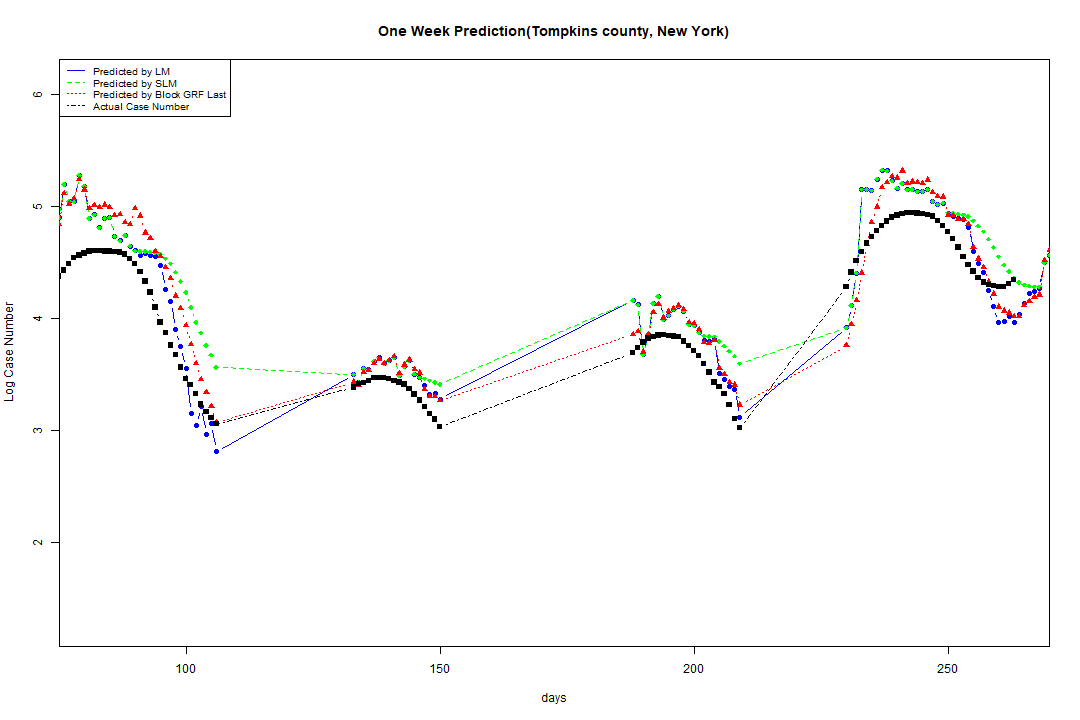 One Week Prediction(Tompkins county, New York)
Predicted by LM
Predicted by SLM
Predicted by Block GRF Last
Actual Case Number
6
5
4
3
2
Log Case Number
100 150 200 250
days